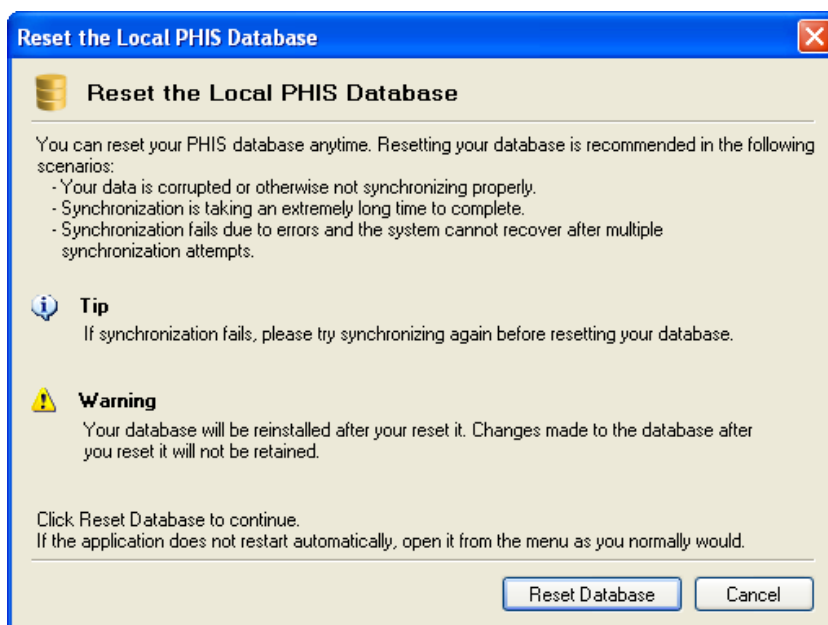 Reset the Local PHIS Database
Reset the Local PHIS Database
You can reset your PHIS database anytime. Resetting your database is recommended in the following
scenarios:
- Your data is corrupted or otherwise not synchronizing properly.
- Synchronization is taking an extremely long time to complete.
- Synchronization fails due to errors and the system cannot recover after multiple
synchronization attempts.
Tip
If synchronization fails, please try synchronizing again before resetting your database.
Warning
Your database will be reinstalled after your reset it. Changes made to the database after
you reset it will not be retained.
Click Reset Database to continue.
If the application does not restart automatically, open it from the menu as you normally would.
Reset Database Cancel